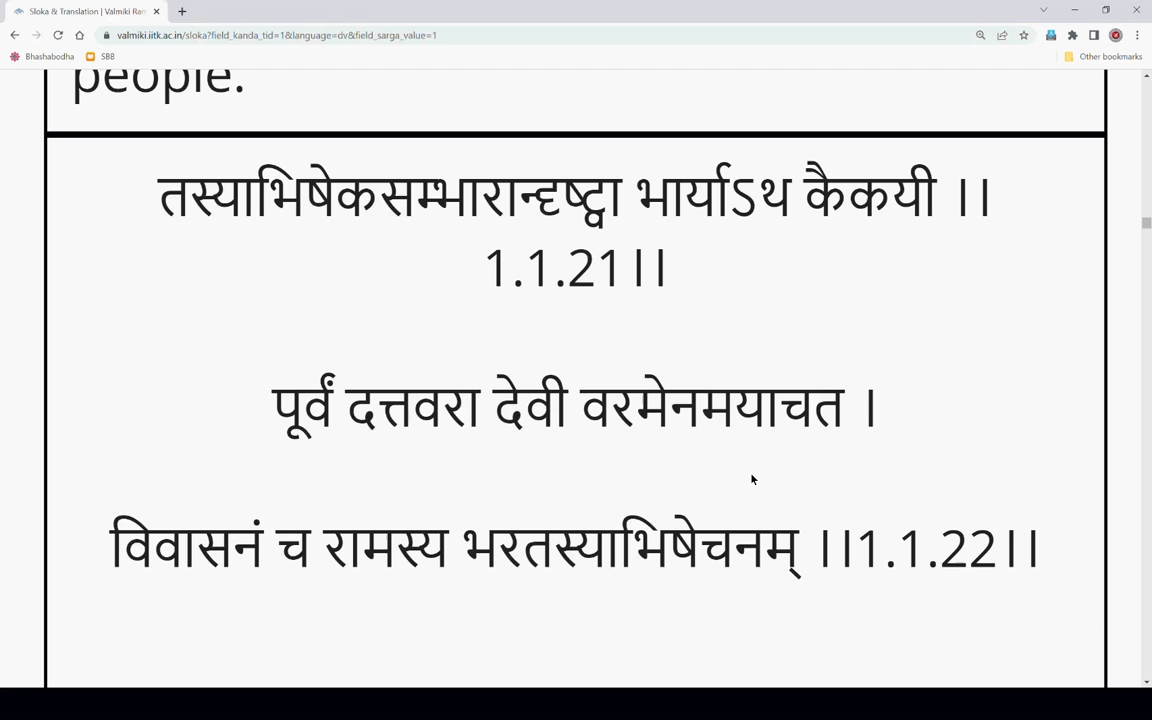 Sloka & Translation | Valmiki Ram
valmiki.iitk.ac.in/sloka?field_kanda_tid=1&language=dv&field_sarga_value=1
Bhashabodha SBB Other bookmarks
people.
तस्याभिषेकसम्भारान्दृष्ट्वा भार्याऽथ कैकयी ।।
1.1.21।।
पूर्वं दत्तवरा देवी वरमेनमयाचत ।
विवासनं च रामस्य भरतस्याभिषेचनम् ।।1.1.22।।